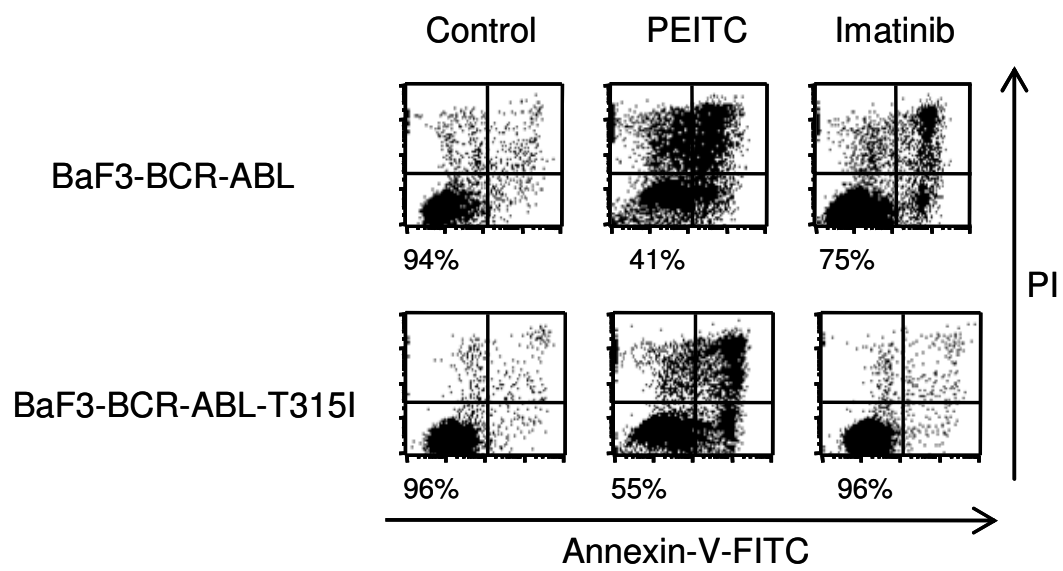 Control PEITC Imatinib
BaF3-BCR-ABL
94% 41% 75%
PI
BaF3-BCR-ABL-T315I
96% 55% 96%
Annexin-V-FITC